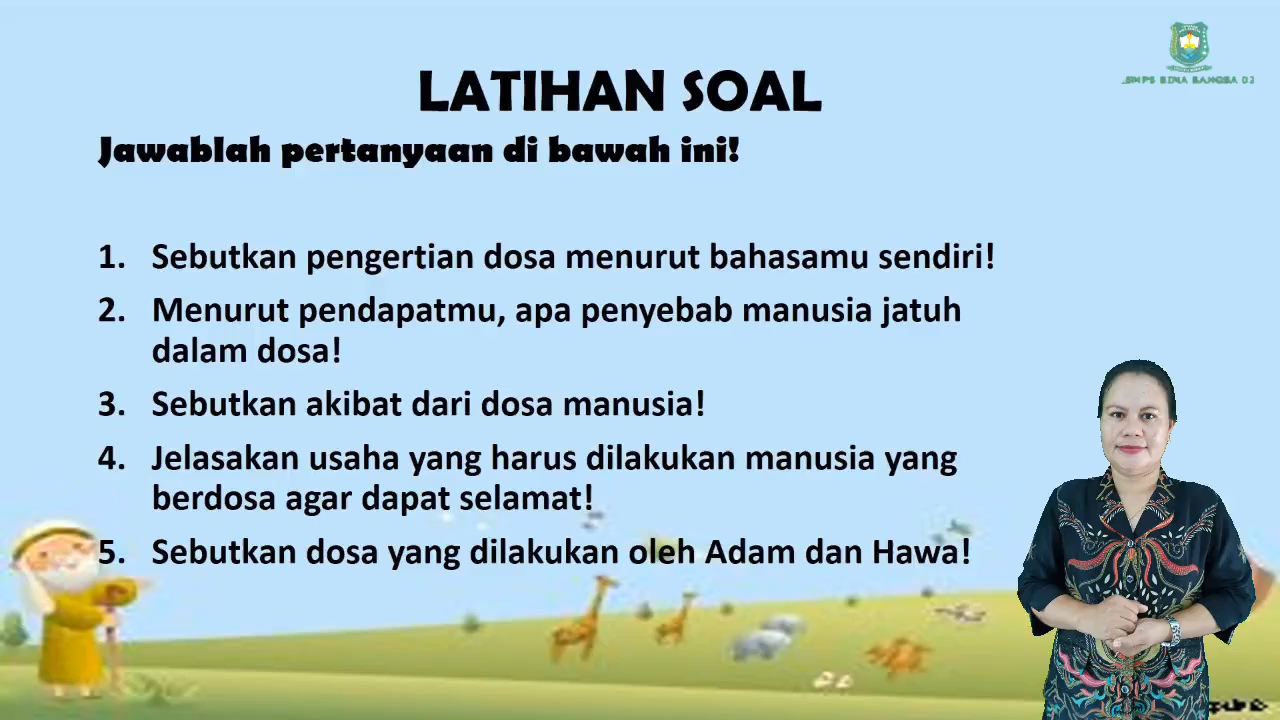 LATIHAN SOAL
Jawablah pertanyaan di bawah ini!
1. Sebutkan pengertian dosa menurut bahasamu sendiri!
2. Menurut pendapatmu, apa penyebab manusia jatuh
dalam dosa!
3. Sebutkan akibat dari dosa manusia!
4. Jelasakan usaha yang harus dilakukan manusia yang
berdosa agar dapat selamat!
5. Sebutkan dosa yang dilakukan oleh Adam dan Hawa!